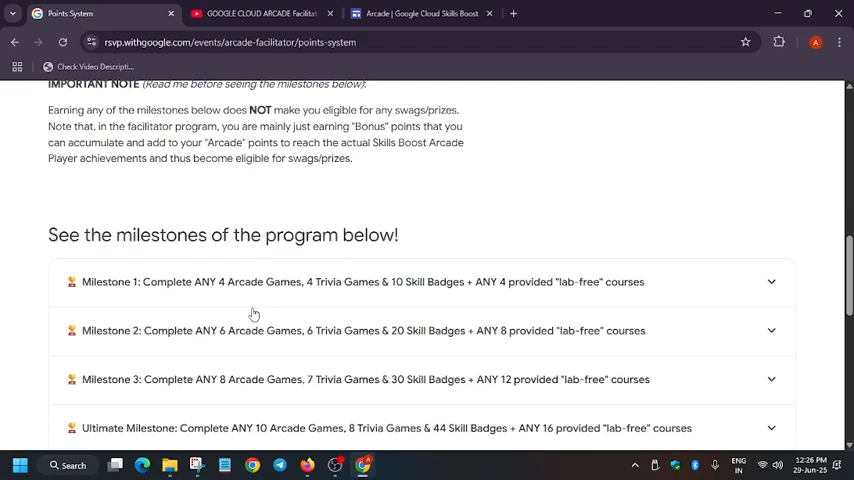 Points System
GOOGLE CLOUD ARCADE Facilitat
Arcade | Google Cloud Skills Boost
rsvp.withgoogle.com/events/arcade-facilitator/points-system
A
Check Video Descripti...
IMPORTANT NOTE (Read me before seeing the milestones below):
Earning any of the milestones below does NOT make you eligible for any swags/prizes.
Note that, in the facilitator program, you are mainly just earning "Bonus" points that you
can accumulate and add to your "Arcade" points to reach the actual Skills Boost Arcade
Player achievements and thus become eligible for swags/prizes.
See the milestones of the program below!
Milestone 1: Complete ANY 4 Arcade Games, 4 Trivia Games & 10 Skill Badges + ANY 4 provided "lab-free" courses
Milestone 2: Complete ANY 6 Arcade Games, 6 Trivia Games & 20 Skill Badges + ANY 8 provided "lab-free" courses
Milestone 3: Complete ANY 8 Arcade Games, 7 Trivia Games & 30 Skill Badges + ANY 12 provided "lab-free" courses
Ultimate Milestone: Complete ANY 10 Arcade Games, 8 Trivia Games & 44 Skill Badges + ANY 16 provided "lab-free" courses
Search
ENG
IN
12:26 PM
29-Jun-25